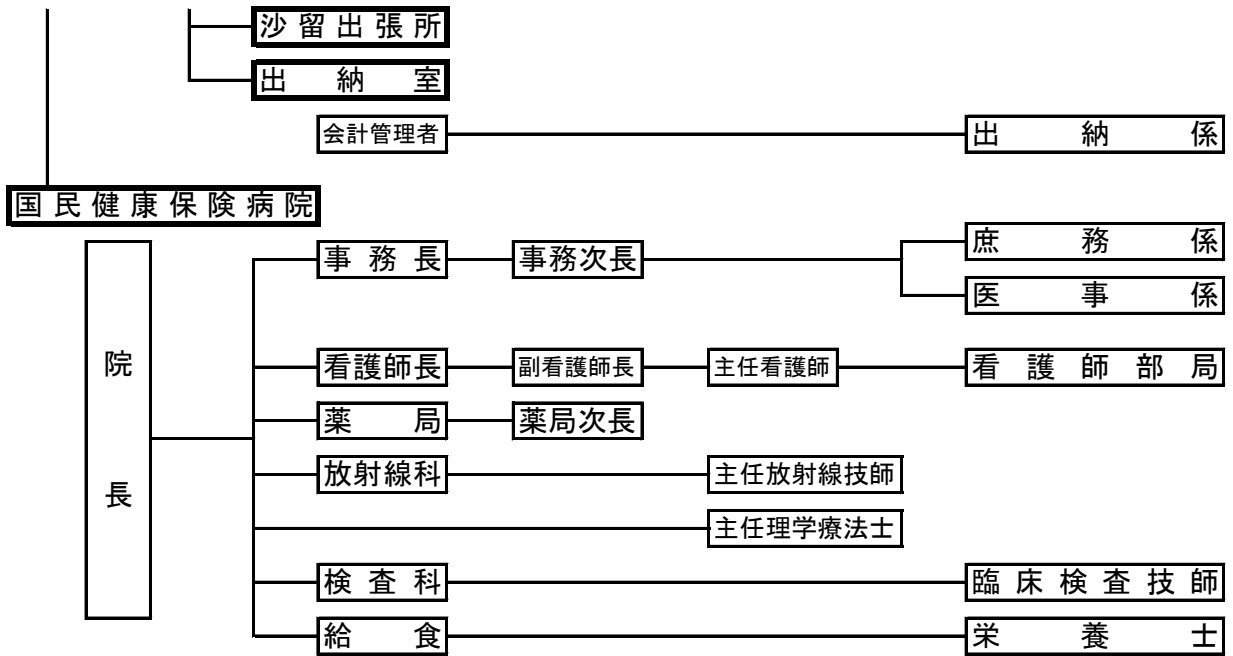 沙留出張所
出納室
会計管理者 出納係
国民健康保険病院
院長
事務長 事務次長 庶務係
医事係
看護師長 副看護師長 主任看護師 看護師部局
薬局 薬局次長
放射線科 主任放射線技師
主任理学療法士
検査科 臨床検査技師
給食 栄養士